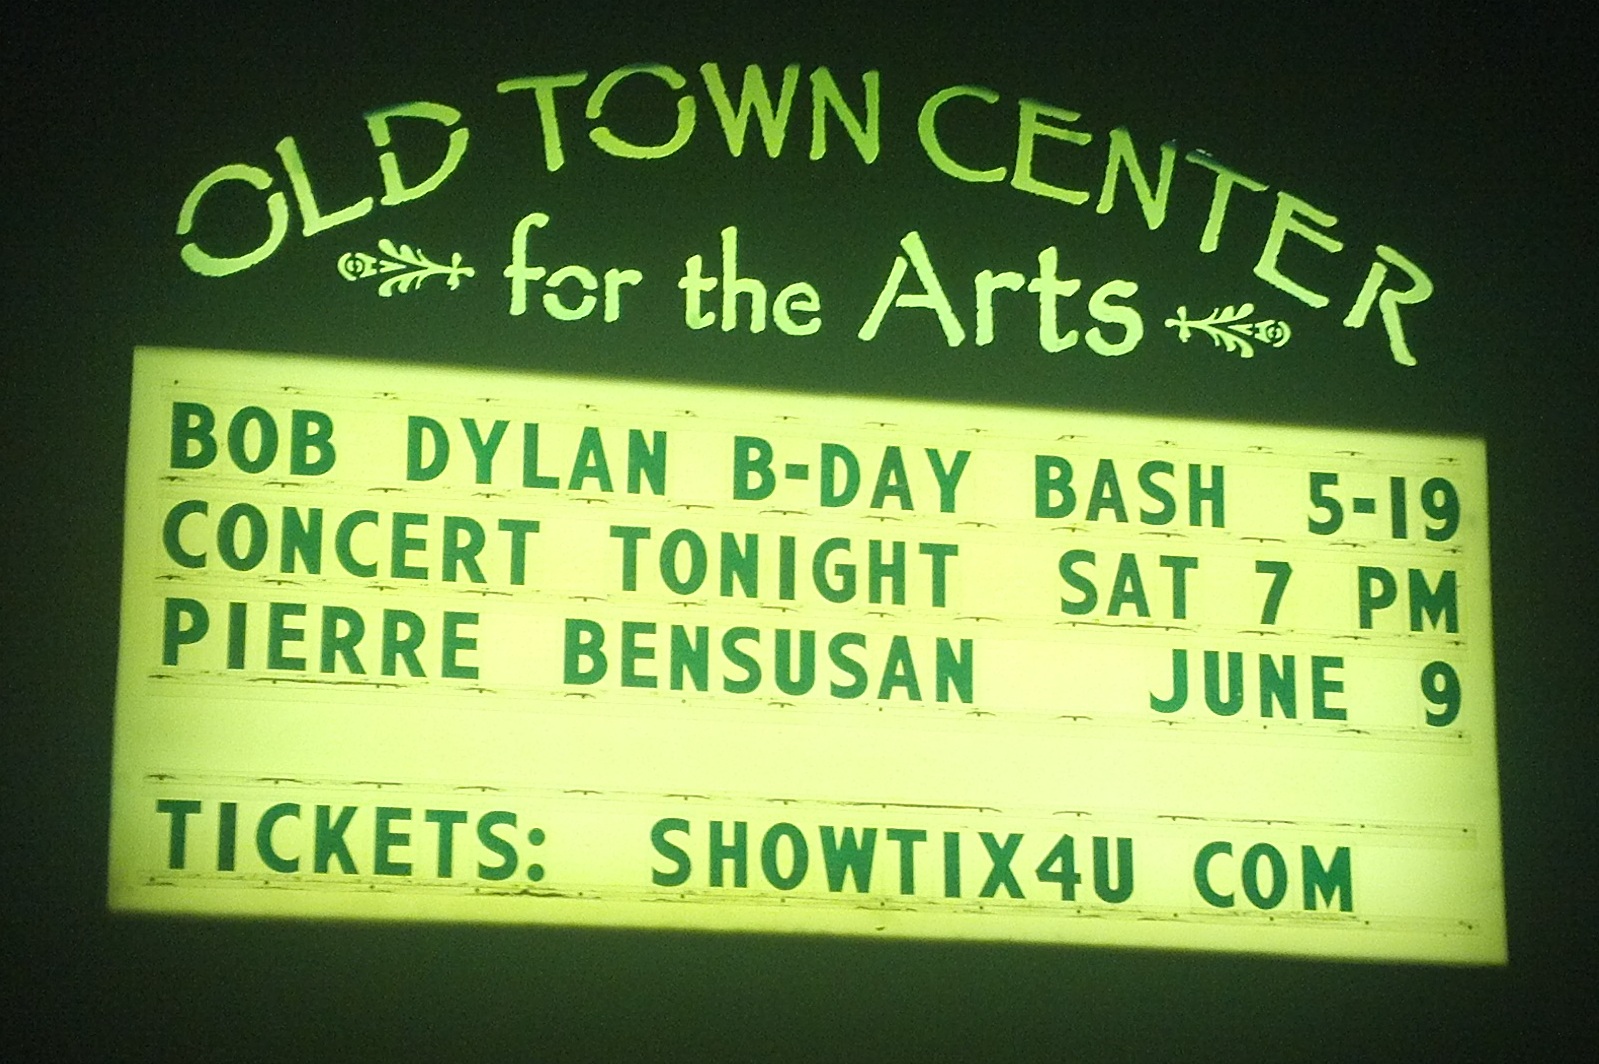 OLD TOWN CENTER
for the Arts
BOB DYLAN B-DAY BASH 5-19
CONCERT TONIGHT SAT 7 PM
PIERRE BENSUSAN JUNE 9
TICKETS: SHOWTIX4U COM